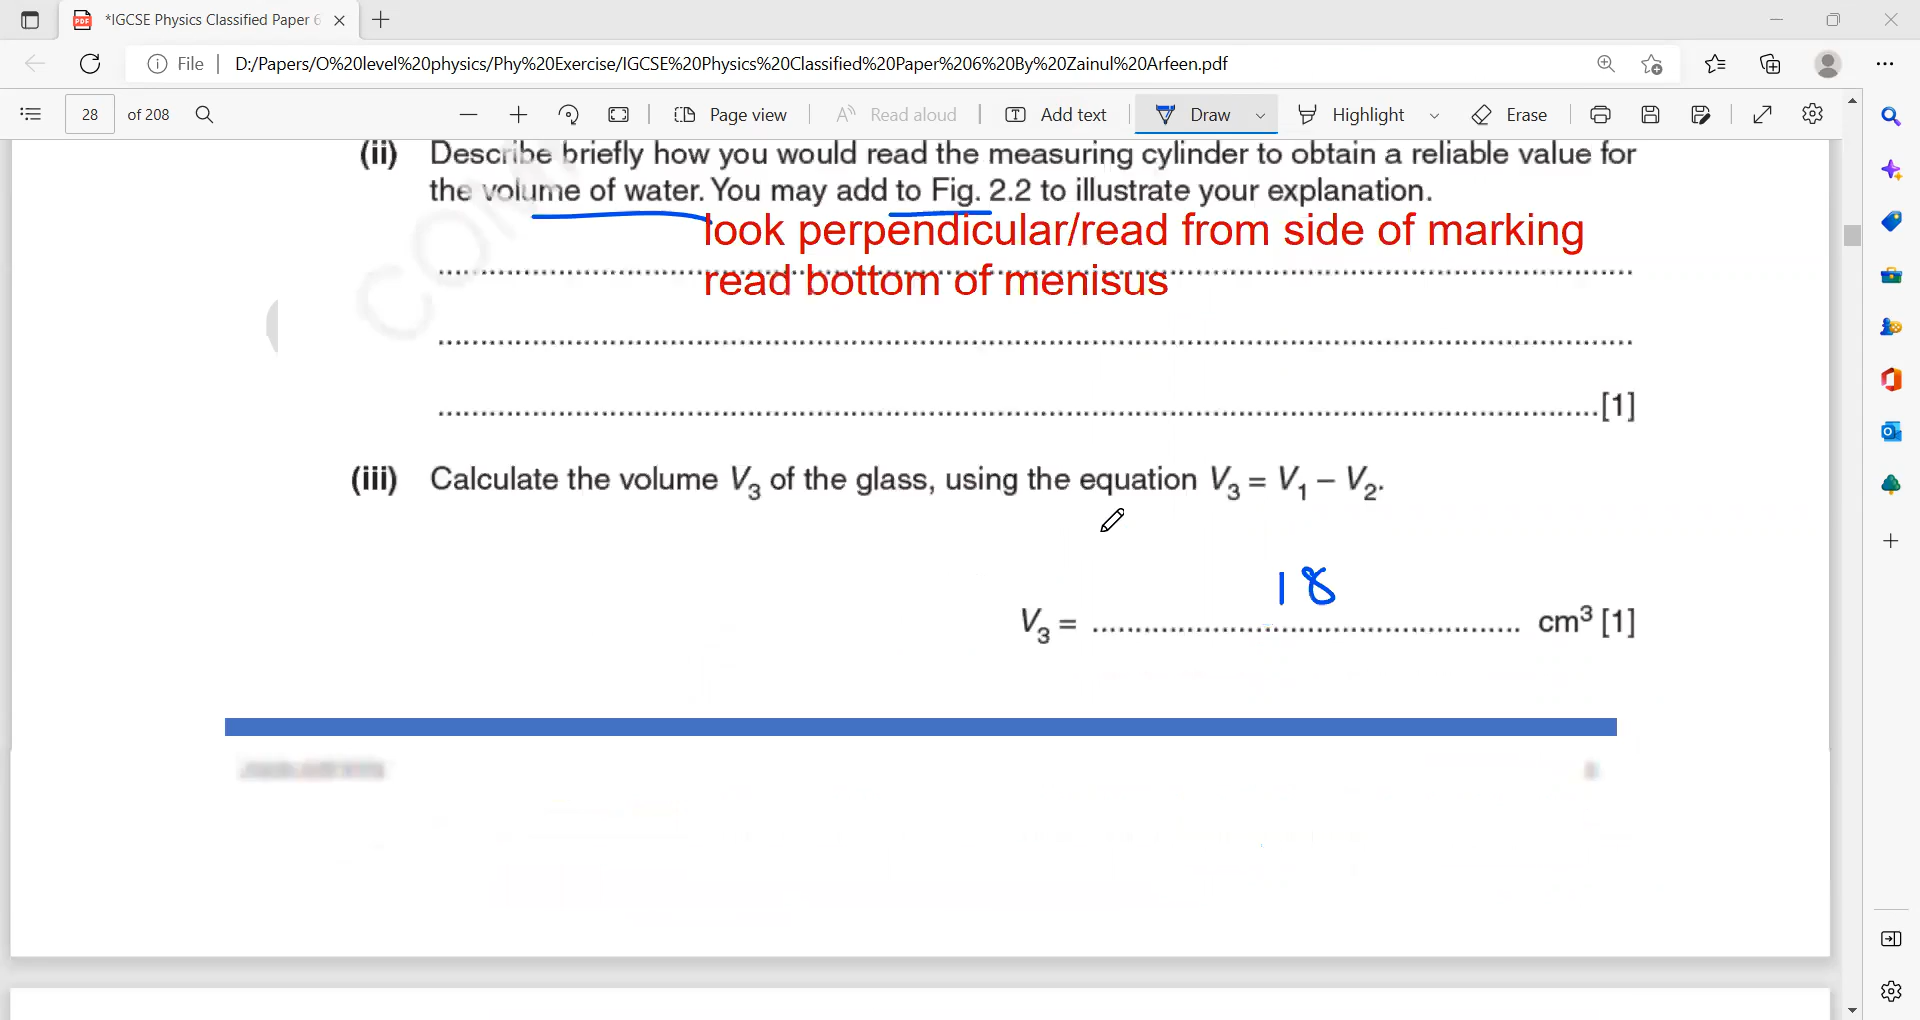 *IGCSE Physics Classified Paper 6
File
D:/Papers/O%20level%20physics/Phy%20Exercise/IGCSE%20Physics%20Classified%20Paper%206%20By%20Zainul%20Arfeen.pdf
28 of 208
Page view
Read aloud
Add text
Draw
Highlight
Erase
(ii) Describe briefly how you would read the measuring cylinder to obtain a reliable value for
the volume of water. You may add to Fig. 2.2 to illustrate your explanation.
look perpendicular/read from side of marking
read bottom of menisus
[1]
(iii) Calculate the volume V3 of the glass, using the equation V3 = V1 – V2.
18
V3 = ................................................. cm³ [1]
COM